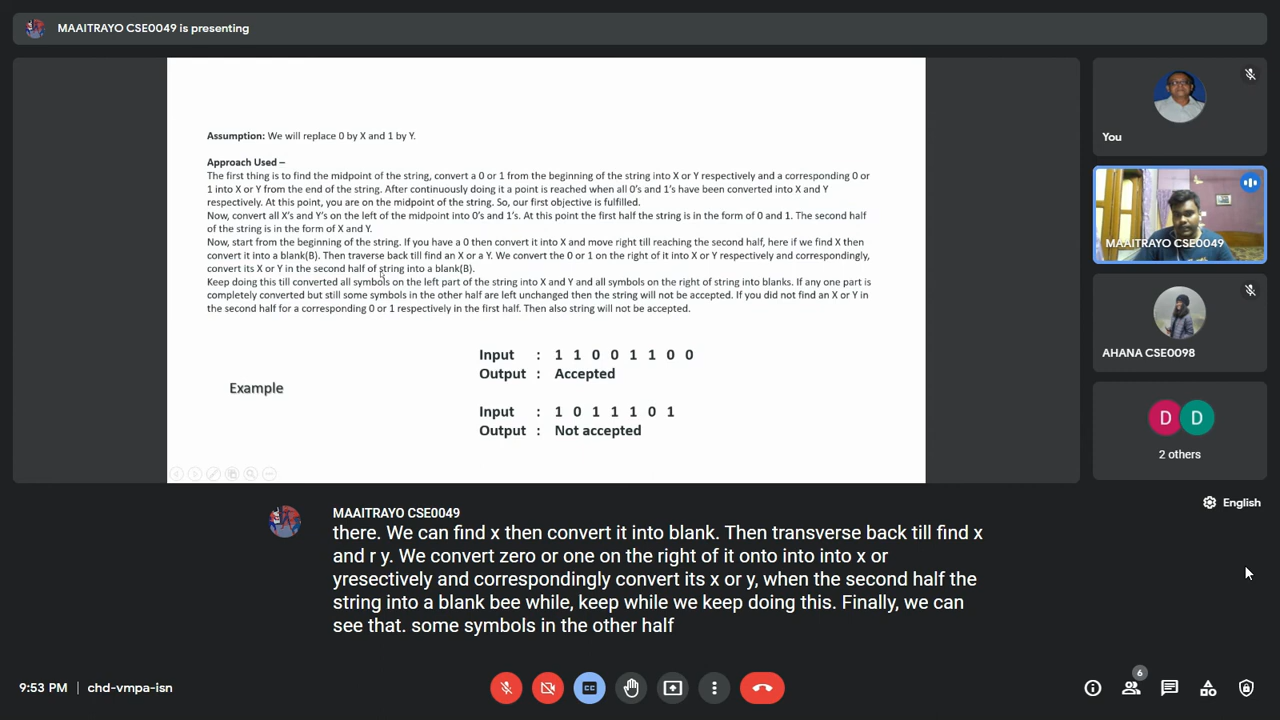 MAAITRAYO CSE0049 is presenting
Assumption: We will replace 0 by X and 1 by Y.
Approach Used –
The first thing is to find the midpoint of the string, convert a 0 or 1 from the beginning of the string into X or Y respectively and a corresponding 0 or
1 into X or Y from the end of the string. After continuously doing it a point is reached when all 0's and 1's have been converted into X and Y
respectively. At this point, you are on the midpoint of the string. So, our first objective is fulfilled.
Now, convert all X's and Y's on the left of the midpoint into 0's and 1's. At this point the first half the string is in the form of 0 and 1. The second half
of the string is in the form of X and Y.
Now, start from the beginning of the string. If you have a 0 then convert it into X and move right till reaching the second half, here if we find X then
convert it into a blank(B). Then traverse back till find an X or a Y. We convert the 0 or 1 on the right of it into X or Y respectively and correspondingly,
convert its X or Y in the second half of string into a blank(B).
Keep doing this till converted all symbols on the left part of the string into X and Y and all symbols on the right of string into blanks. If any one part is
completely converted but still some symbols in the other half are left unchanged then the string will not be accepted. If you did not find an X or Y in
the second half for a corresponding 0 or 1 respectively in the first half. Then also string will not be accepted.
Input : 1 1 0 0 1 1 0 0
Output : Accepted
Example
Input : 1 0 1 1 1 0 1
Output : Not accepted
You
MAAITRAYO CSE0049
AHANA CSE0098
D D
2 others
English
MAAITRAYO CSE0049
there. We can find x then convert it into blank. Then transverse back till find x
and r y. We convert zero or one on the right of it onto into into x or
yresectively and correspondingly convert its x or y, when the second half the
string into a blank bee while, keep while we keep doing this. Finally, we can
see that. some symbols in the other half
9:53 PM | chd-vmpa-isn
CC
6